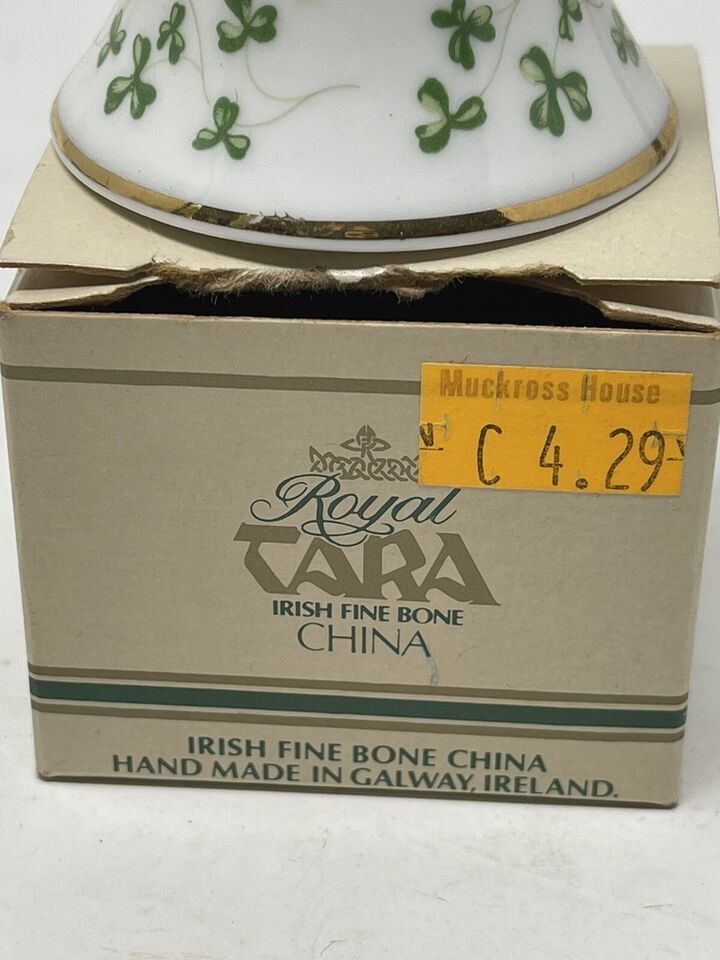 Muckross House
C 4.29
Royal
TARA
IRISH FINE BONE
CHINA
IRISH FINE BONE CHINA
HAND MADE IN GALWAY, IRELAND.